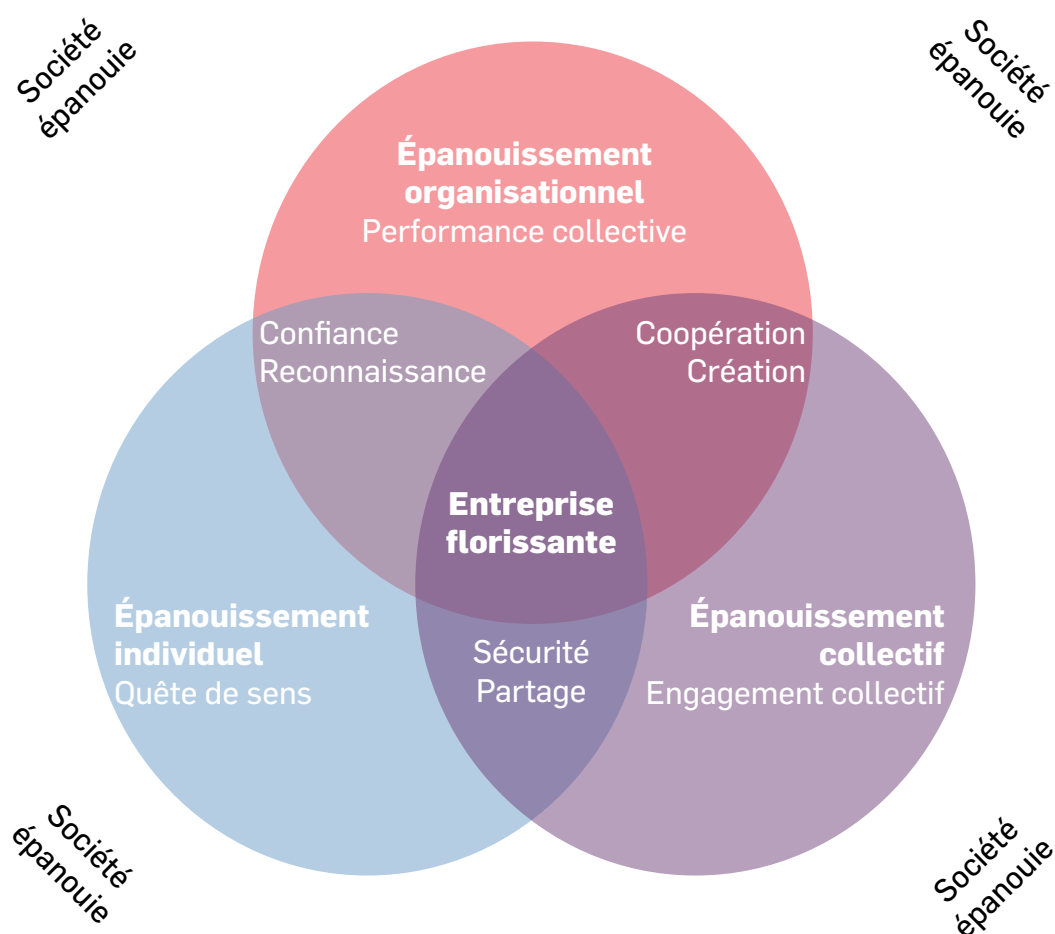 Société
épanouie
Société
épanouie
Épanouissement
organisationnel
Performance collective
Confiance
Reconnaissance
Coopération
Création
Entreprise
florissante
Épanouissement
individuel
Quête de sens
Sécurité
Partage
Épanouissement
collectif
Engagement collectif
Société
épanouie
Société
épanouie